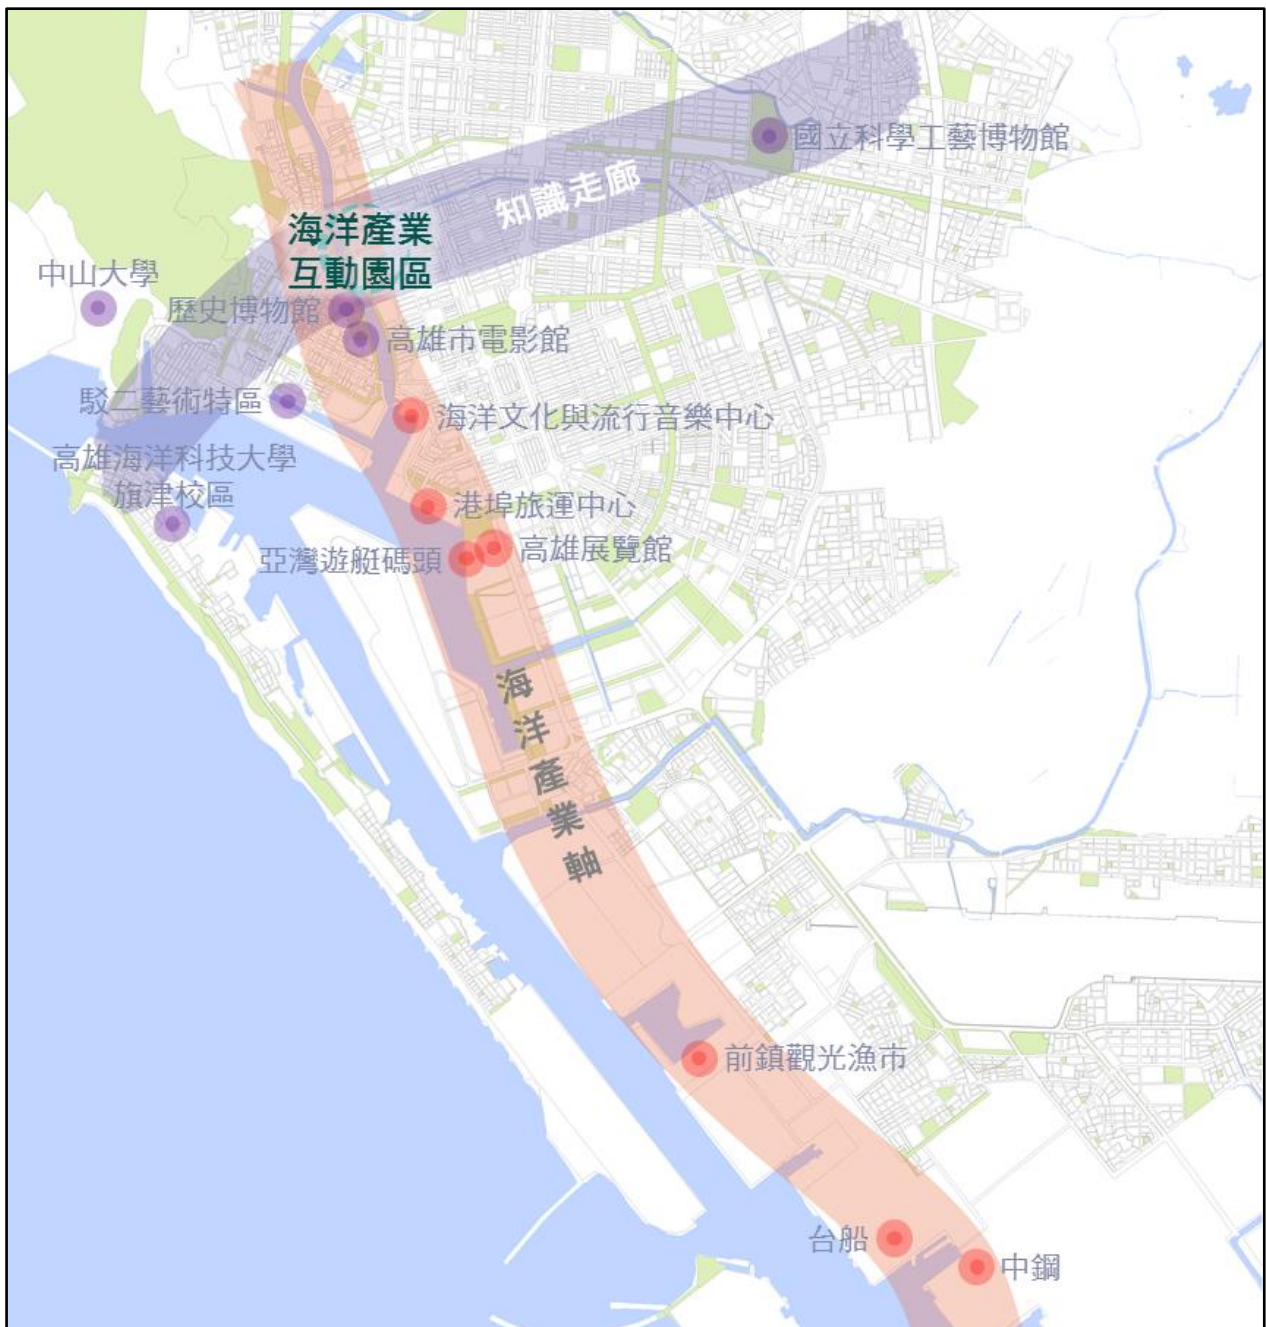 國立科學工藝博物館
知識走廊
海洋產業
互動園區
中山大學
歷史博物館
高雄市電影館
駁二藝術特區
海洋文化與流行音樂中心
高雄海洋科技大學
旗津校區
港埠旅運中心
高雄展覽館
亞灣遊艇碼頭
海洋產業軸
前鎮觀光漁市
台船
中鋼